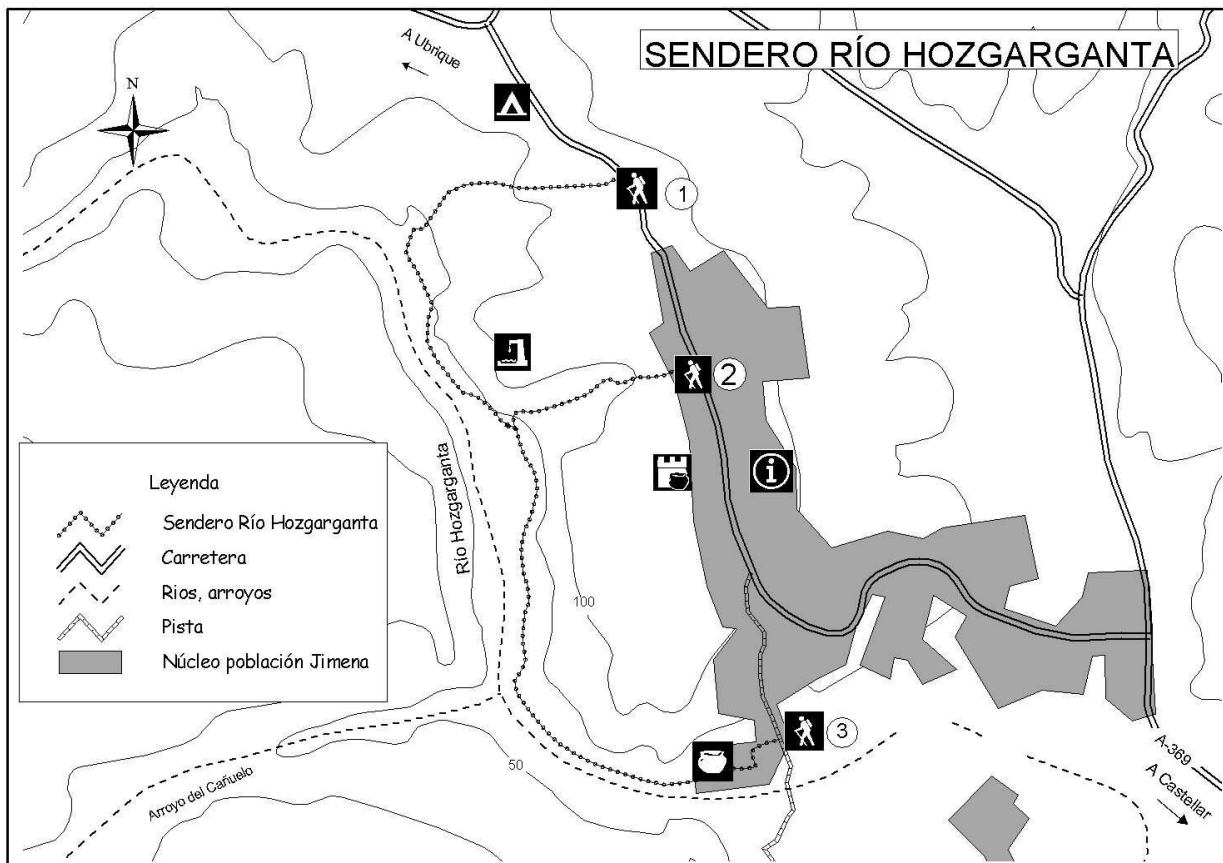 SENDERO RÍO HOZGARGANTA
A Ubrique
N
1
2
Río Hozgarganta
Leyenda
Sendero Río Hozgarganta
Carretera
Rios, arroyos
Pista
Núcleo población Jimena
i
100
3
50
Arroyo del Cañuelo
A-369
A Castellar